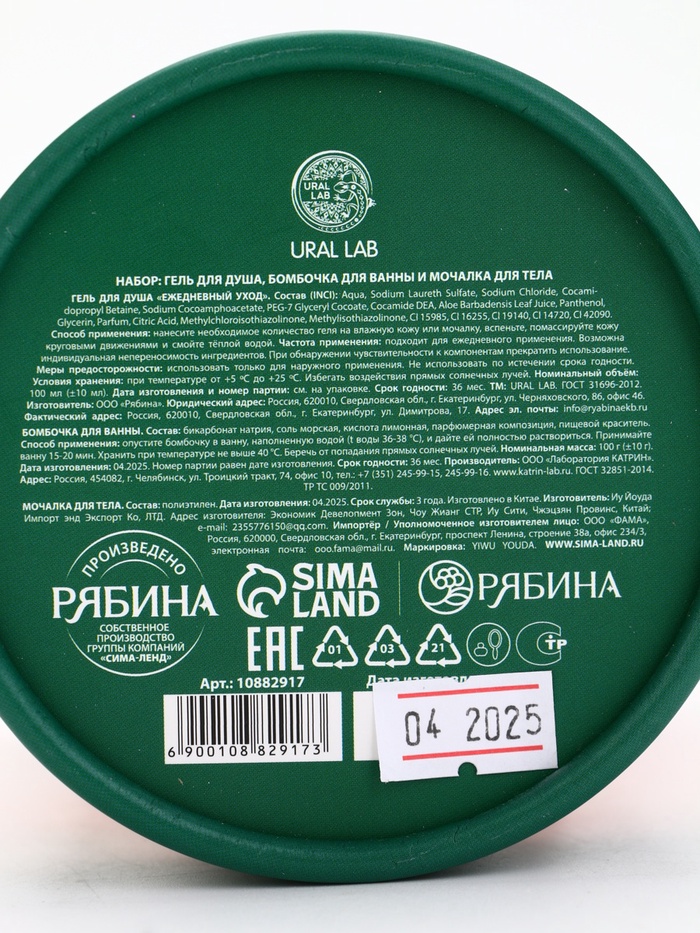 URAL
LAB
URAL LAB
НАБОР: ГЕЛЬ ДЛЯ ДУША, БОМБОЧКА ДЛЯ ВАННЫ И МОЧАЛКА ДЛЯ ТЕЛА
ГЕЛЬ ДЛЯ ДУША «ЕЖЕДНЕВНЫЙ УХОД». Состав (INCI): Aqua, Sodium Laureth Sulfate, Sodium Chloride, Cocami-
dopropyl Betaine, Sodium Cocoamphoacetate, PEG-7 Glyceryl Cocoate, Cocamide DEA, Aloe Barbadensis Leaf Juice, Panthenol,
Glycerin, Parfum, Citric Acid, Methylchloroisothiazolinone, Methylisothiazolinone, CI 15985, CI 16255, CI 19140, CI 14720, CI 42090.
Способ применения: нанесите необходимое количество геля на влажную кожу или мочалку, вспеньте, помассируйте кожу
круговыми движениями и смойте тёплой водой. Частота применения: подходит для ежедневного применения. Возможна
индивидуальная непереносимость ингредиентов. При обнаружении чувствительности к компонентам прекратить использование.
Меры предосторожности: использовать только для наружного применения. Не использовать по истечении срока годности.
Условия хранения: при температуре от +5 ºC до +25 ºC. Избегать воздействия прямых солнечных лучей. Номинальный объём:
100 мл (±10 мл). Дата изготовления и номер партии: см. на упаковке. Срок годности: 36 мес. ТМ: URAL LAB. ГОСТ 31696-2012.
Изготовитель: ООО «Рябина». Юридический адрес: Россия, 620010, Свердловская обл., г. Екатеринбург, ул. Черняховского, 86, офис 46.
Фактический адрес: Россия, 620010, Свердловская обл., г. Екатеринбург, ул. Димитрова, 17. Адрес эл. почты: info@ryabinaekb.ru
БОМБОЧКА ДЛЯ ВАННЫ. Состав: бикарбонат натрия, соль морская, кислота лимонная, парфюмерная композиция, пищевой краситель.
Способ применения: опустите бомбочку в ванну, наполненную водой (t воды 36-38 °C), и дайте ей полностью раствориться. Принимайте
ванну 15-20 мин. Хранить при температуре не выше 40 °C. Беречь от попадания прямых солнечных лучей. Номинальная масса: 100 г (±10 г).
Дата изготовления: 04.2025. Номер партии равен дате изготовления. Срок годности: 36 мес. Производитель: ООО «Лаборатория КАТРИН».
Адрес: Россия, 454082, г. Челябинск, ул. Троицкий тракт, 74, офис 10, тел.: +7 (351) 245-99-15, 245-99-16. www.katrin-lab.ru. ГОСТ 32851-2014.
ТР ТС 009/2011.
МОЧАЛКА ДЛЯ ТЕЛА. Состав: полиэтилен. Дата изготовления: 04.2025. Срок службы: 3 года. Изготовлено в Китае. Изготовитель: Иу Йоуда
Импорт энд Экспорт Ко, ЛТД. Адрес изготовителя: Экономик Девелопмент Зон, Чоу Жианг СТР, Иу Сити, Чжэцзян Провинс, Китай;
e-mail: 2355776150@qq.com. Импортёр / Уполномоченное изготовителем лицо: ООО «ФАМА»,
Россия, 620000, Свердловская обл., г. Екатеринбург, проспект Ленина, строение 38а, офис 234/3,
электронная почта: ooo.fama@mail.ru. Маркировка: YIWU YOUDA. WWW.SIMA-LAND.RU
ПРОИЗВЕДЕНО
РЯБИНА
СОБСТВЕННОЕ
ПРОИЗВОДСТВО
ГРУППЫ КОМПАНИЙ
«СИМА-ЛЕНД»
SIMA
LAND
РЯБИНА
EAC 01 03 21 ТР
Арт.: 10882917
04 2025
6 900108 829173